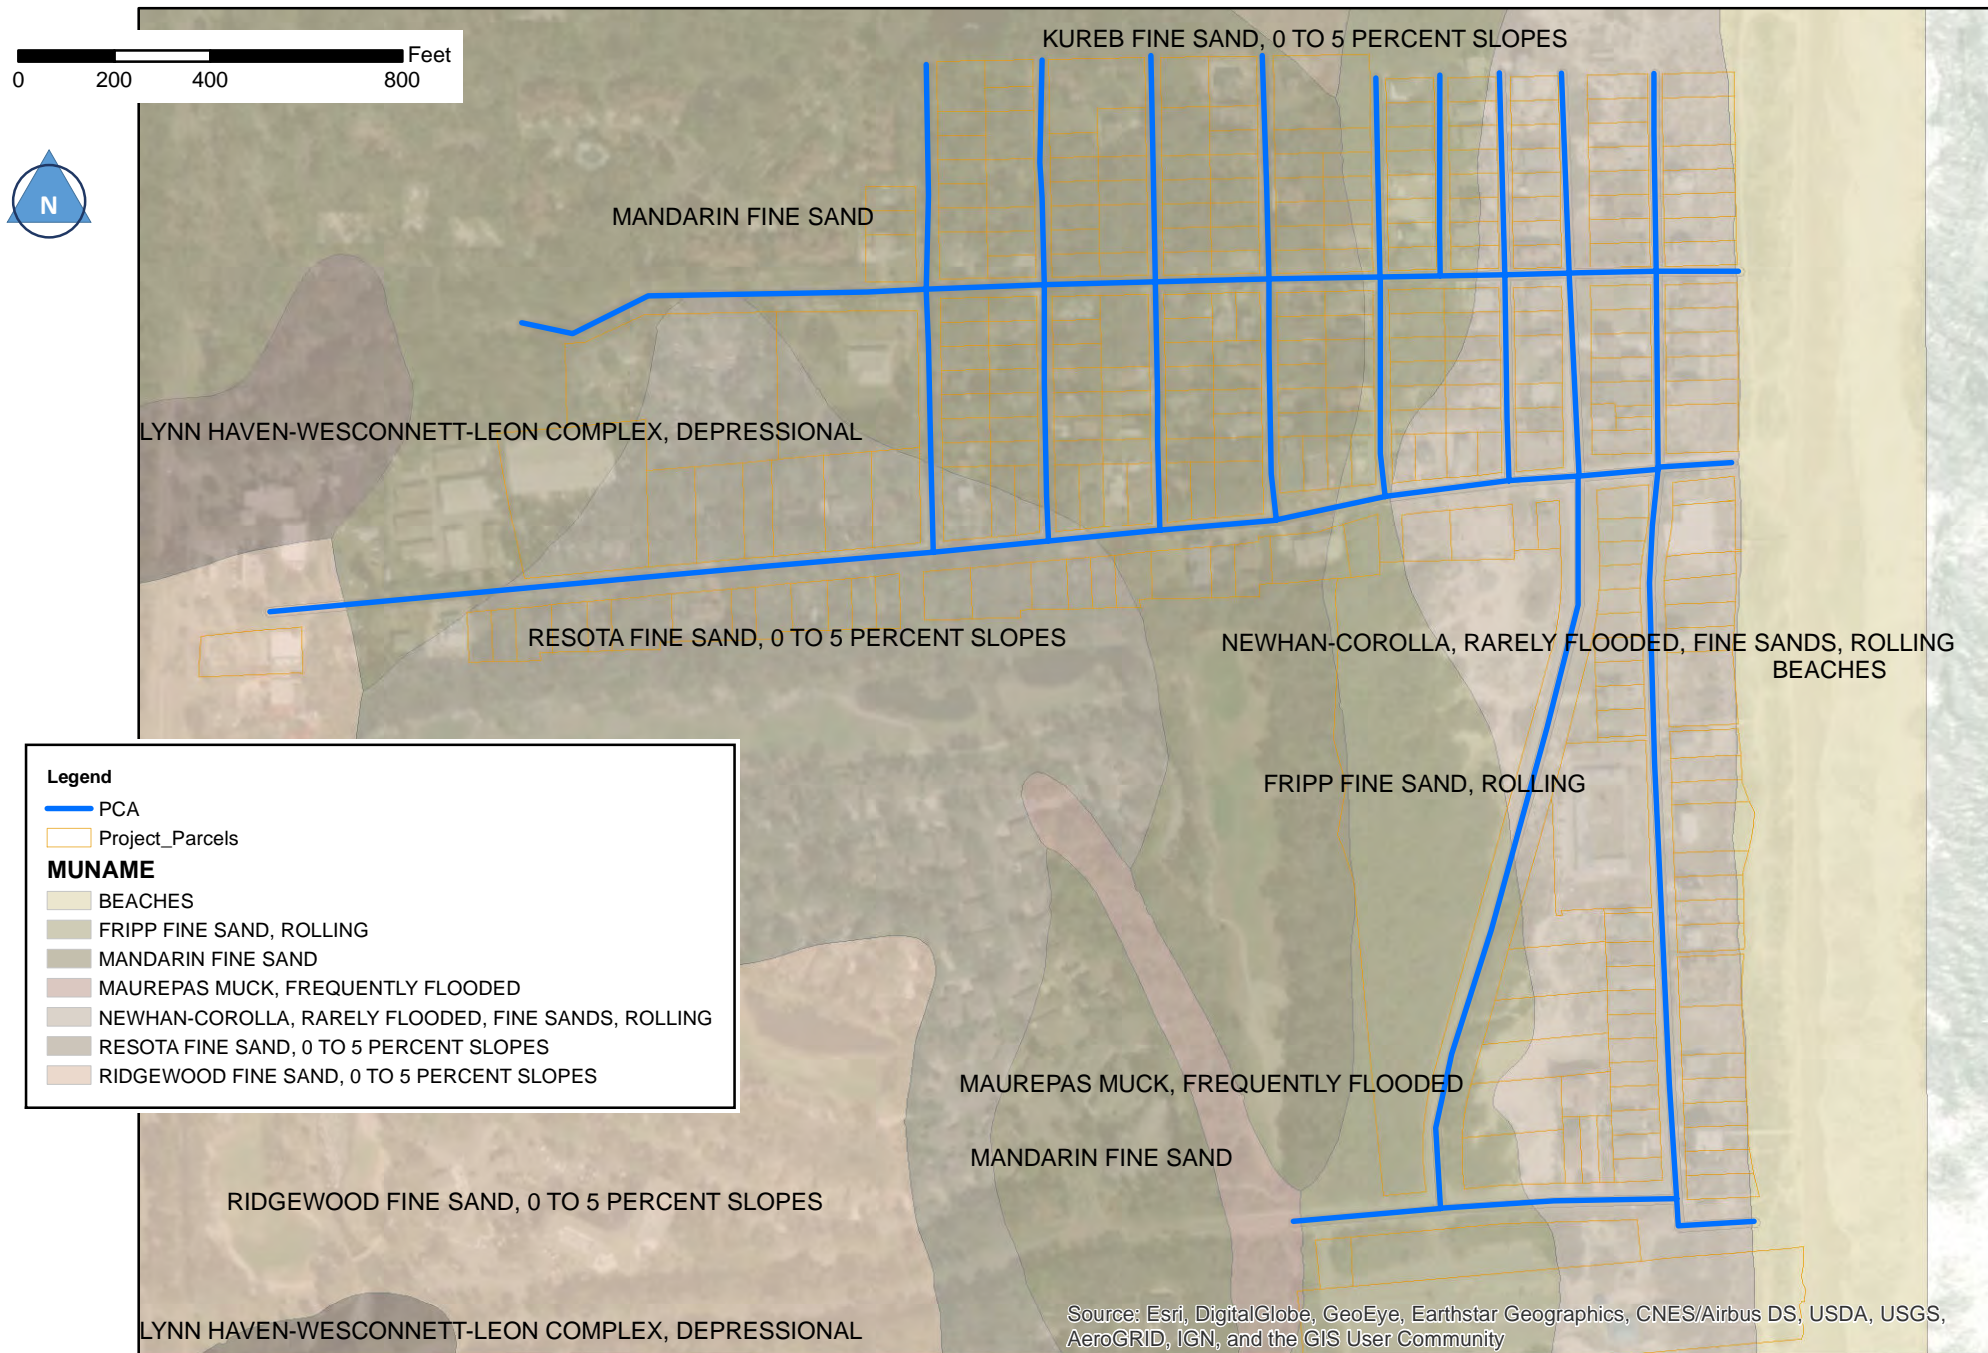 KUREB FINE SAND, 0 TO 5 PERCENT SLOPES
Feet
0 200 400 800
N
MANDARIN FINE SAND
LYNN HAVEN-WESCONNETT-LEON COMPLEX, DEPRESSIONAL
RESOTA FINE SAND, 0 TO 5 PERCENT SLOPES
NEWHAN-COROLLA, RARELY FLOODED, FINE SANDS, ROLLING
BEACHES
FRIPP FINE SAND, ROLLING
Legend
PCA
Project_Parcels
MUNAME
BEACHES
FRIPP FINE SAND, ROLLING
MANDARIN FINE SAND
MAUREPAS MUCK, FREQUENTLY FLOODED
NEWHAN-COROLLA, RARELY FLOODED, FINE SANDS, ROLLING
RESOTA FINE SAND, 0 TO 5 PERCENT SLOPES
RIDGEWOOD FINE SAND, 0 TO 5 PERCENT SLOPES
MAUREPAS MUCK, FREQUENTLY FLOODED
MANDARIN FINE SAND
RIDGEWOOD FINE SAND, 0 TO 5 PERCENT SLOPES
LYNN HAVEN-WESCONNETT-LEON COMPLEX, DEPRESSIONAL
Source: Esri, DigitalGlobe, GeoEye, Earthstar Geographics, CNES/Airbus DS, USDA, USGS,
AeroGRID, IGN, and the GIS User Community